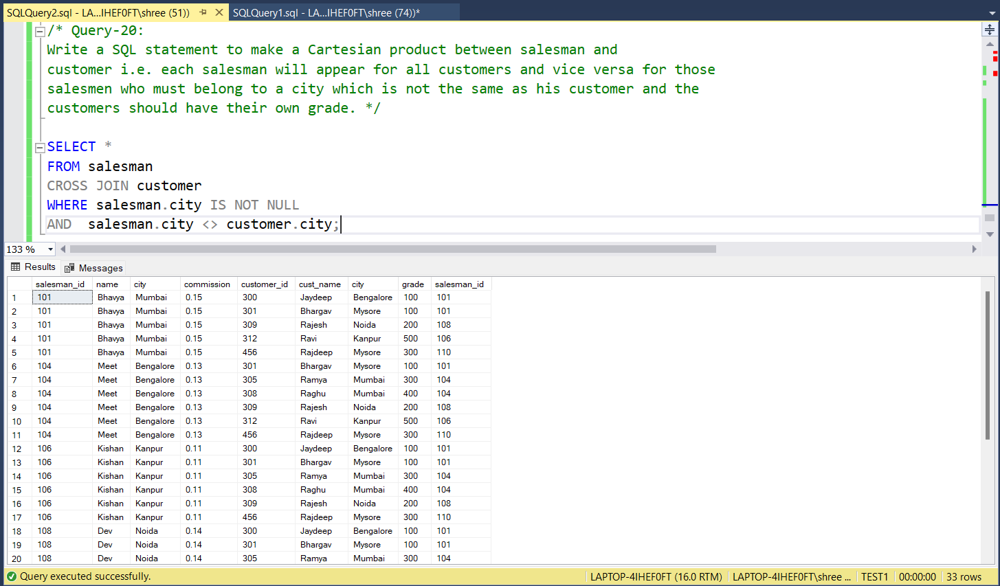 SQLQuery2.sql - LA...IHEF0FT\shree (51)) SQLQuery1.sql - LA...IHEF0FT\shree (74))*
/* Query-20:
Write a SQL statement to make a Cartesian product between salesman and
customer i.e. each salesman will appear for all customers and vice versa for those
salesmen who must belong to a city which is not the same as his customer and the
customers should have their own grade. */
SELECT *
FROM salesman
CROSS JOIN customer
WHERE salesman.city IS NOT NULL
AND  salesman.city <> customer.city;
133 %
Results Messages
salesman_id name city commission customer_id cust_name city grade salesman_id
1 101 Bhavya Mumbai 0.15 300 Jaydeep Bengalore 100 101
2 101 Bhavya Mumbai 0.15 301 Bhargav Mysore 100 101
3 101 Bhavya Mumbai 0.15 309 Rajesh Noida 200 108
4 101 Bhavya Mumbai 0.15 312 Ravi Kanpur 500 106
5 101 Bhavya Mumbai 0.15 456 Rajdeep Mysore 300 110
6 104 Meet Bengalore 0.13 301 Bhargav Mysore 100 101
7 104 Meet Bengalore 0.13 305 Ramya Mumbai 300 104
8 104 Meet Bengalore 0.13 308 Raghu Mumbai 400 104
9 104 Meet Bengalore 0.13 309 Rajesh Noida 200 108
10 104 Meet Bengalore 0.13 312 Ravi Kanpur 500 106
11 104 Meet Bengalore 0.13 456 Rajdeep Mysore 300 110
12 106 Kishan Kanpur 0.11 300 Jaydeep Bengalore 100 101
13 106 Kishan Kanpur 0.11 301 Bhargav Mysore 100 101
14 106 Kishan Kanpur 0.11 305 Ramya Mumbai 300 104
15 106 Kishan Kanpur 0.11 308 Raghu Mumbai 400 104
16 106 Kishan Kanpur 0.11 309 Rajesh Noida 200 108
17 106 Kishan Kanpur 0.11 456 Rajdeep Mysore 300 110
18 108 Dev Noida 0.14 300 Jaydeep Bengalore 100 101
19 108 Dev Noida 0.14 301 Bhargav Mysore 100 101
20 108 Dev Noida 0.14 305 Ramya Mumbai 300 104
Query executed successfully. LAPTOP-4IHEF0FT (16.0 RTM) LAPTOP-4IHEF0FT\shree ... TEST1 00:00:00 33 rows